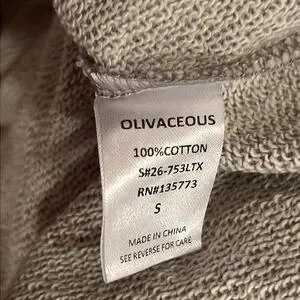 OLIVACEOUS
100%COTTON
S#26-753LTX
RN#135773
S
MADE IN CHINA
SEE REVERSE FOR CARE